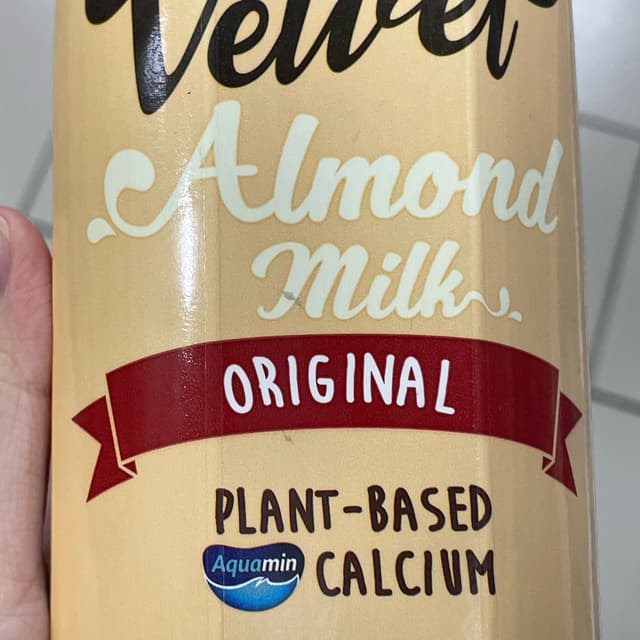 Velvet
Almond
Milk
ORIGINAL
PLANT-BASED
Aquamin CALCIUM